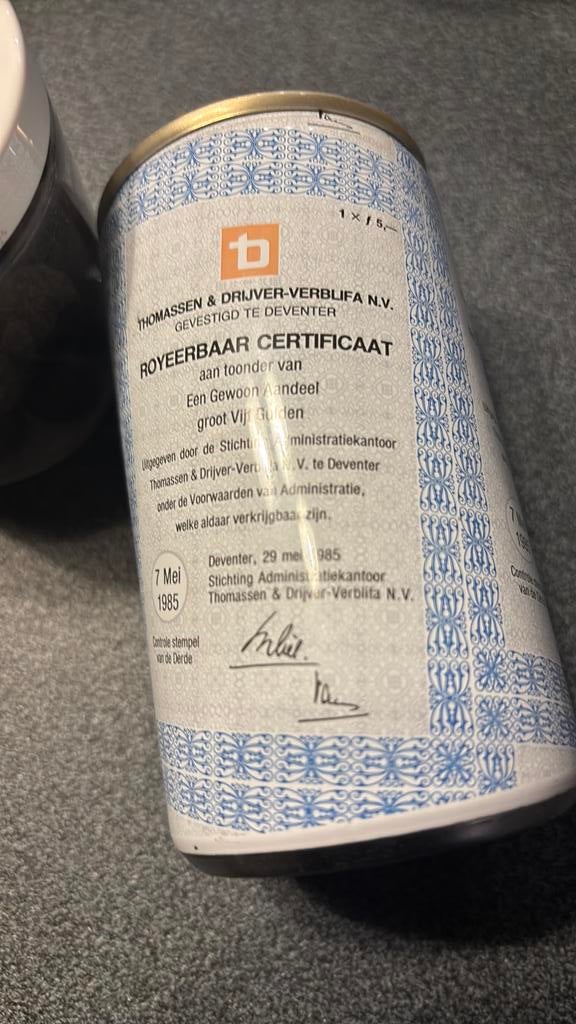 1 x f 5,—
THOMASSEN & DRIJVER-VERBLIFA N.V.
GEVESTIGD TE DEVENTER
ROYEERBAAR CERTIFICAAT
aan toonder van
Een Gewoon Aandeel
groot Vijf Gulden
Uitgegeven door de Stichting Administratiekantoor
Thomassen & Drijver-Verblifa N.V. te Deventer
onder de Voorwaarden van Administratie,
welke aldaar verkrijgbaar zijn.
7 Mei
1985
Controle stempel
van de Derde
Deventer, 29 mei 1985
Stichting Administratiekantoor
Thomassen & Drijver-Verblifa N.V.